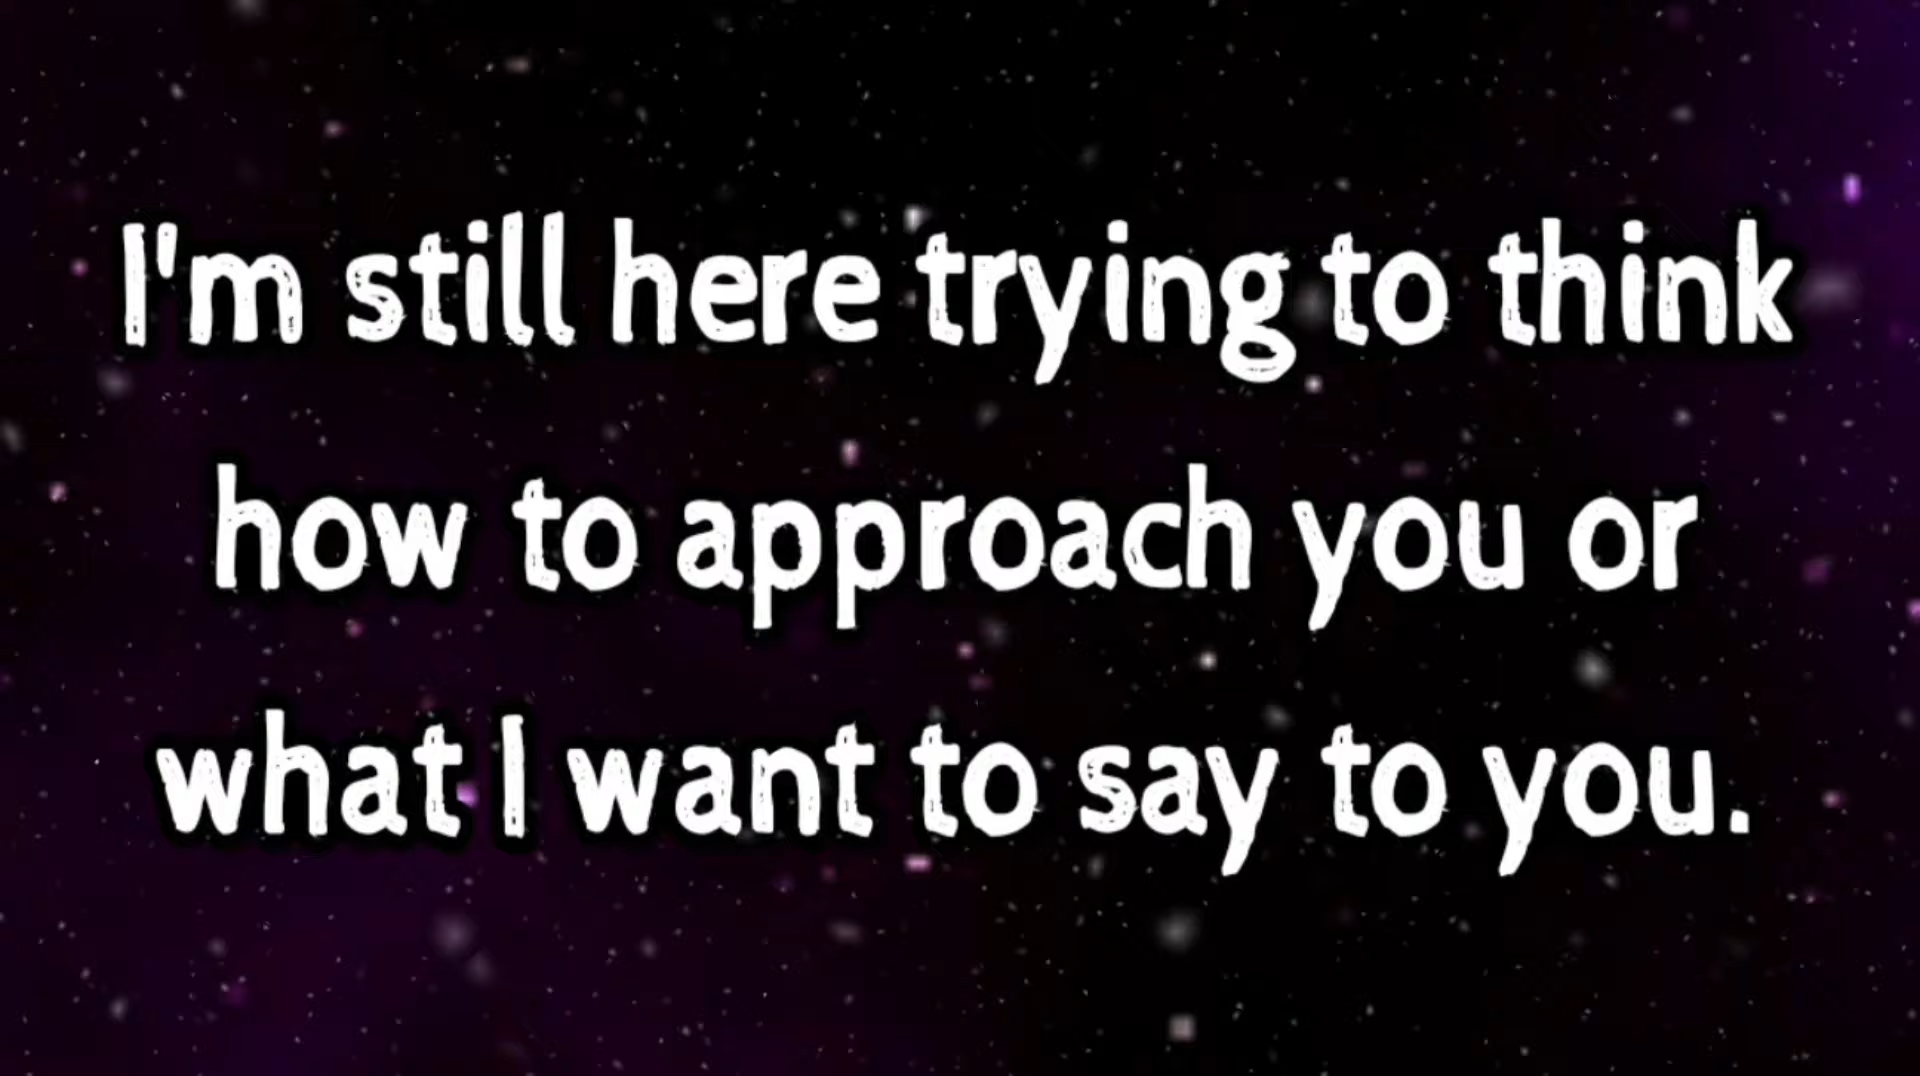 I'm still here trying to think
how to approach you or
what I want to say to you.